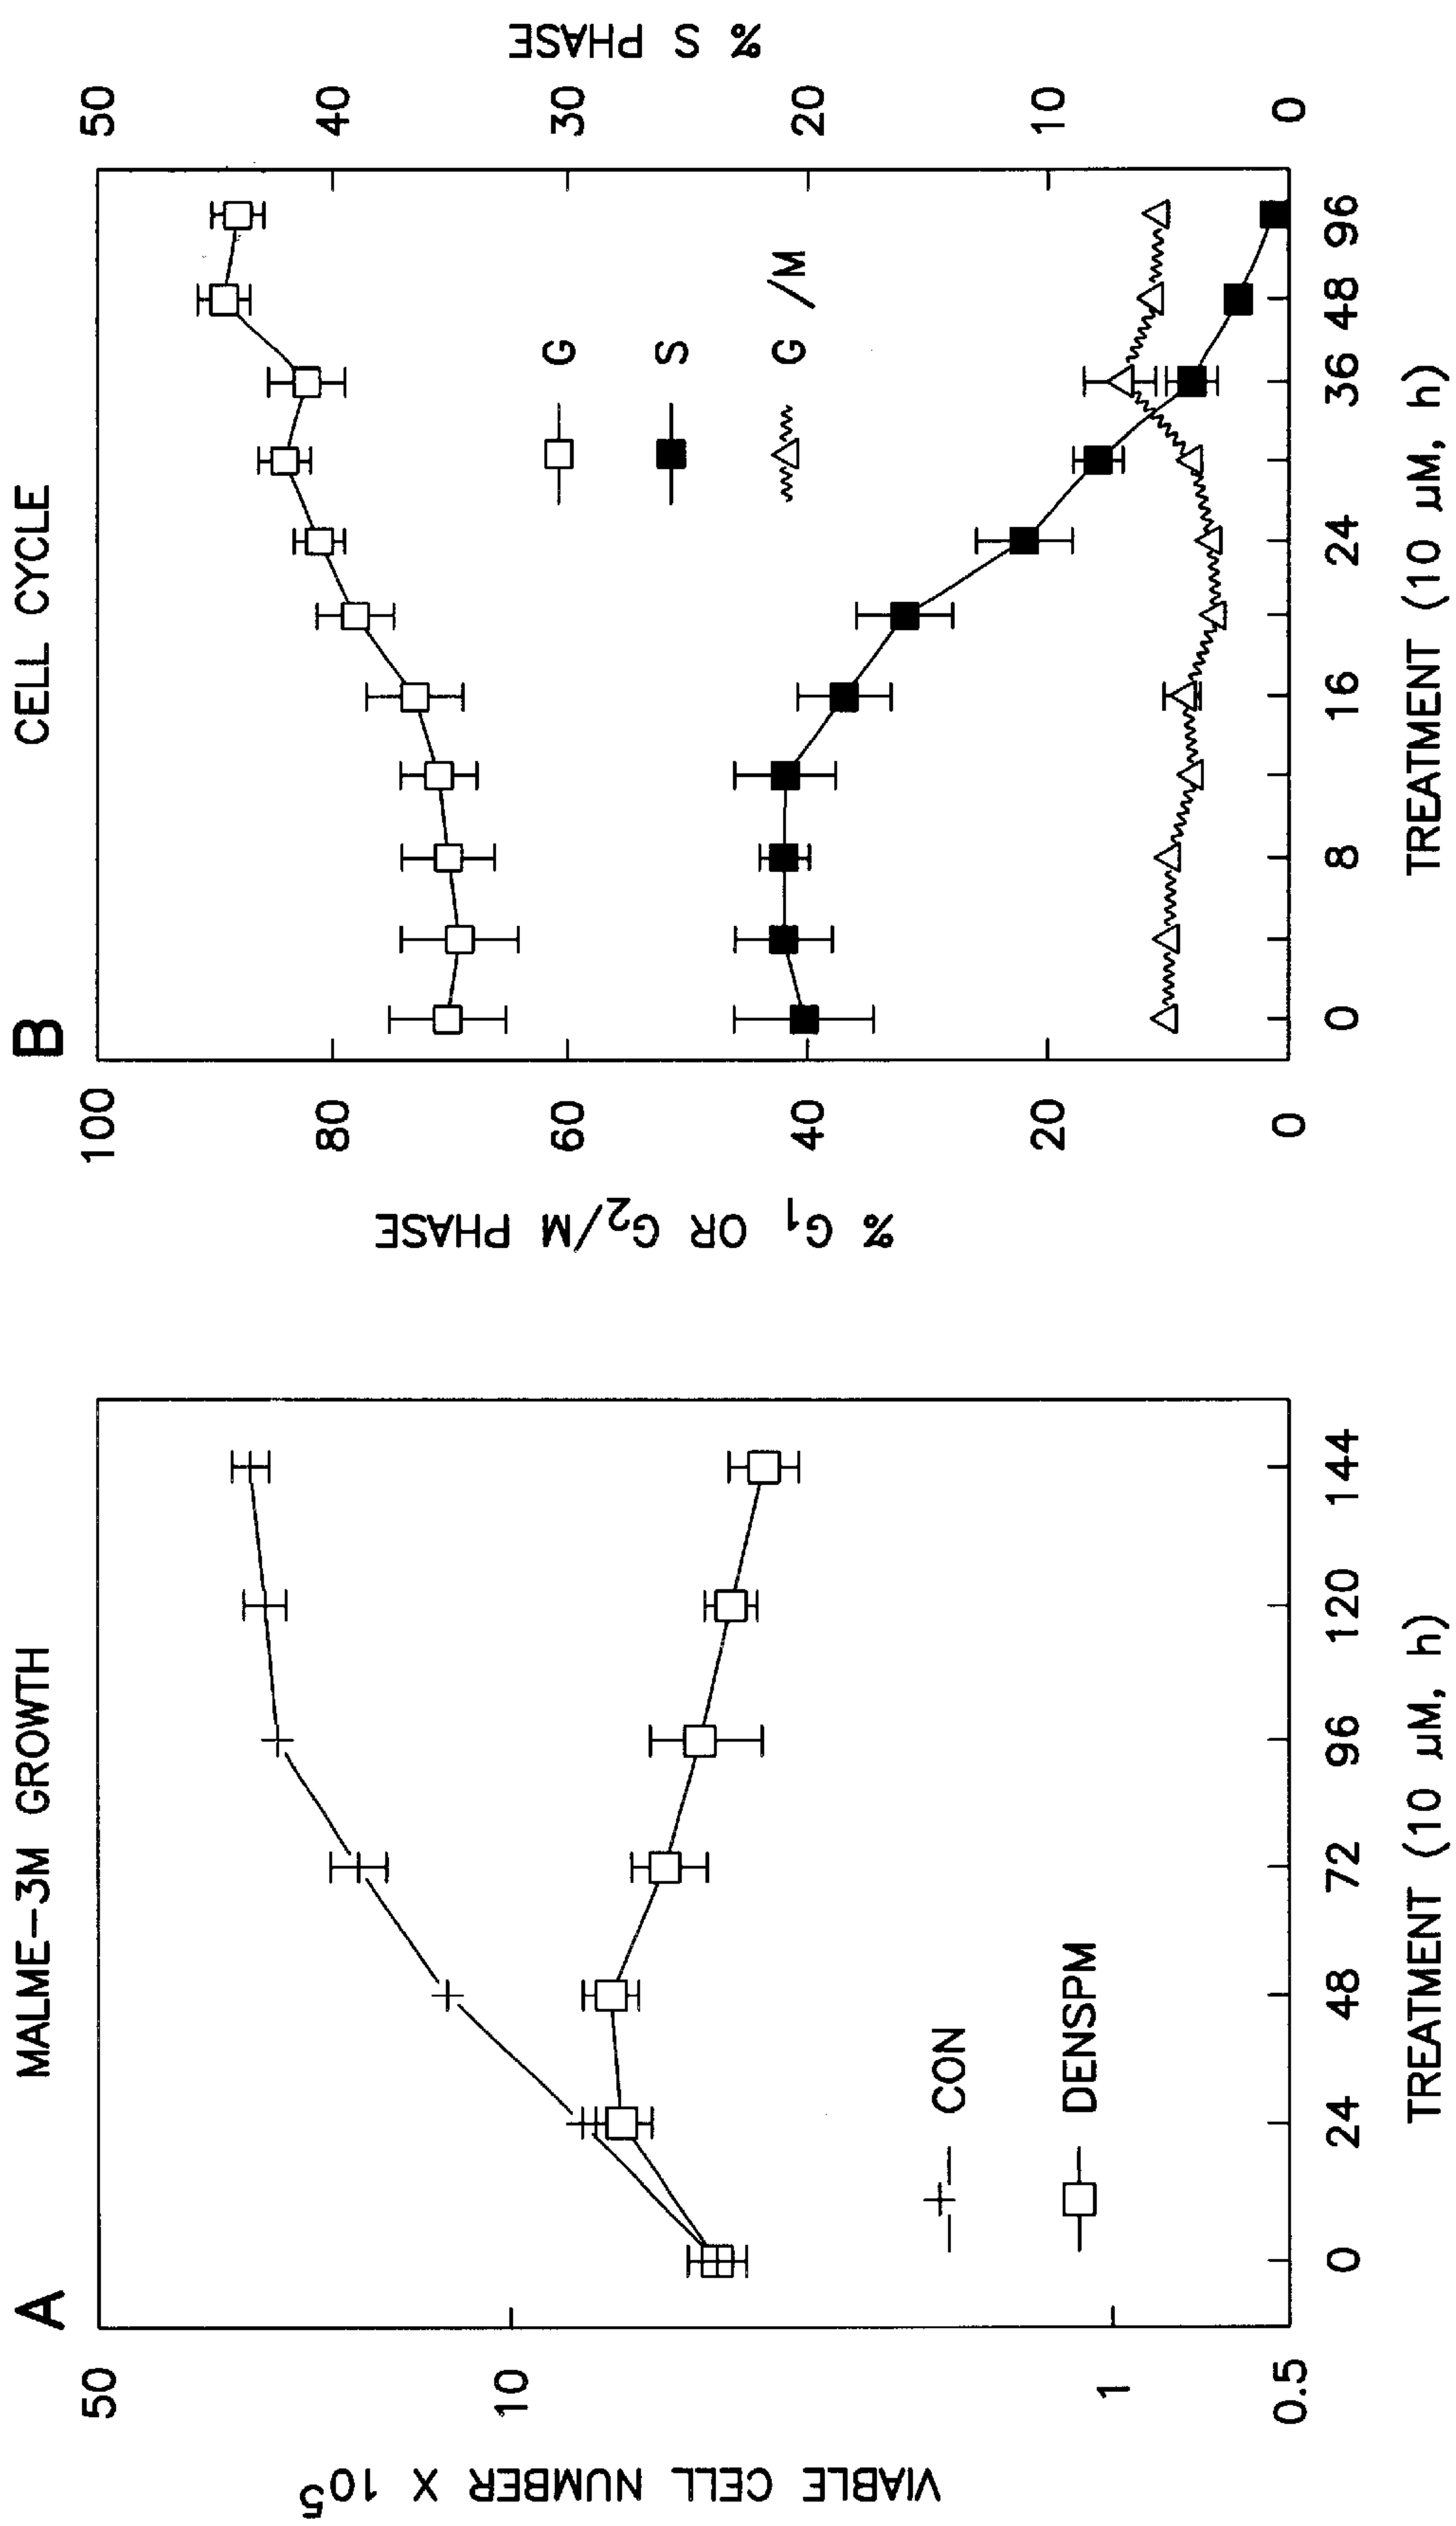 A
MALME-3M GROWTH
VIABLE CELL NUMBER X 10⁵
50
10
1
0.5
CON
DENSPM
0 24 48 72 96 120 144
TREATMENT (10 µM, h)
B
CELL CYCLE
% G₁ OR G₂/M PHASE
100
80
60
40
20
0
G
S
G /M
50
40
30
20
10
0
% S PHASE
0 8 16 24 36 48 96
TREATMENT (10 µM, h)